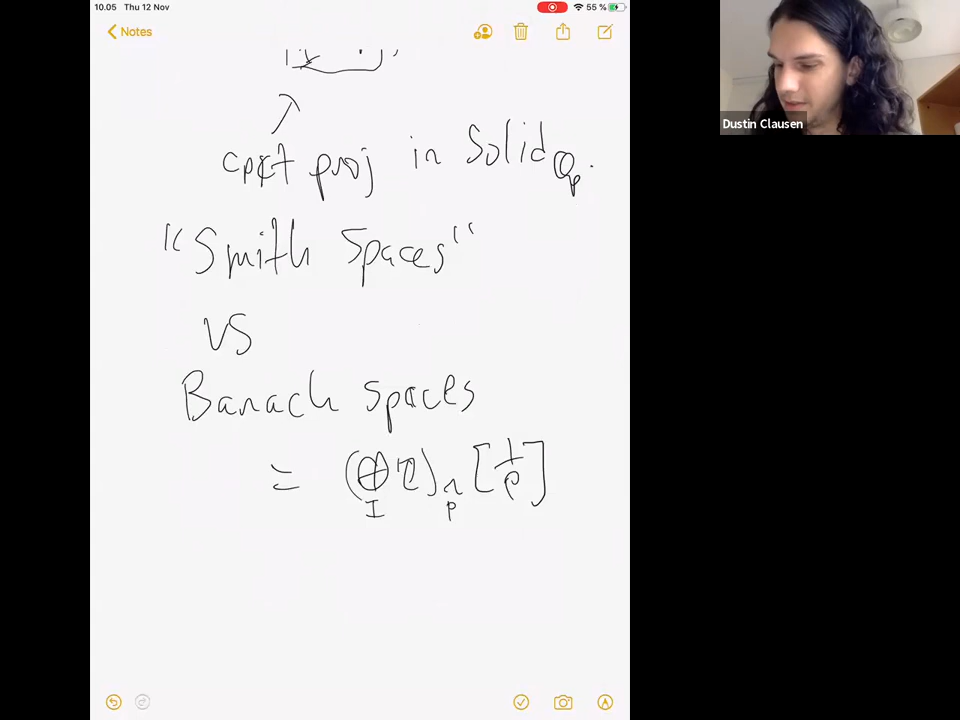 10.05 Thu 12 Nov
55 %
Notes
Dustin Clausen
cpct proj in Solid_{Q_p}.
"Smith Spaces"
vs
Banach spaces
= (⊕_I ℤ)^_p [1/p]